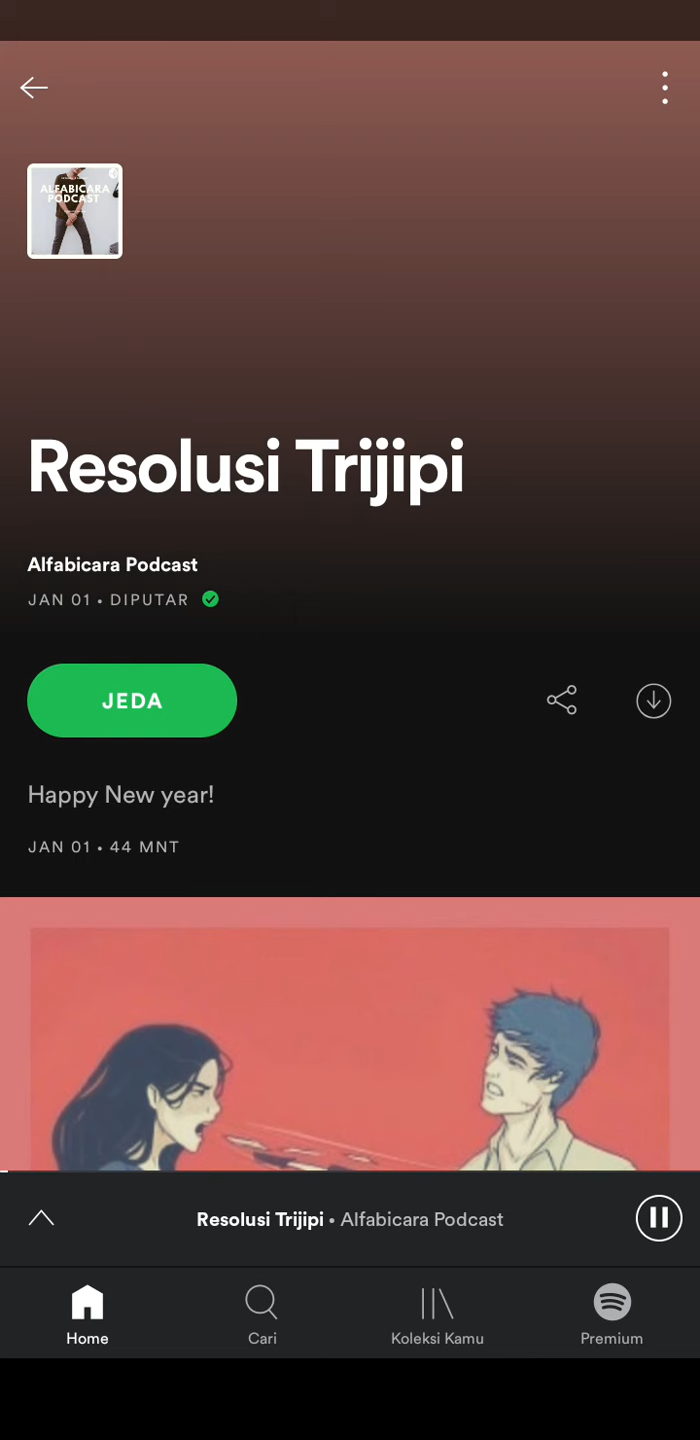 ALFABICARA
PODCAST
Resolusi Trijipi
Alfabicara Podcast
JAN 01 • DIPUTAR
JEDA
Happy New year!
JAN 01 • 44 MNT
Resolusi Trijipi • Alfabicara Podcast
Home
Cari
Koleksi Kamu
Premium